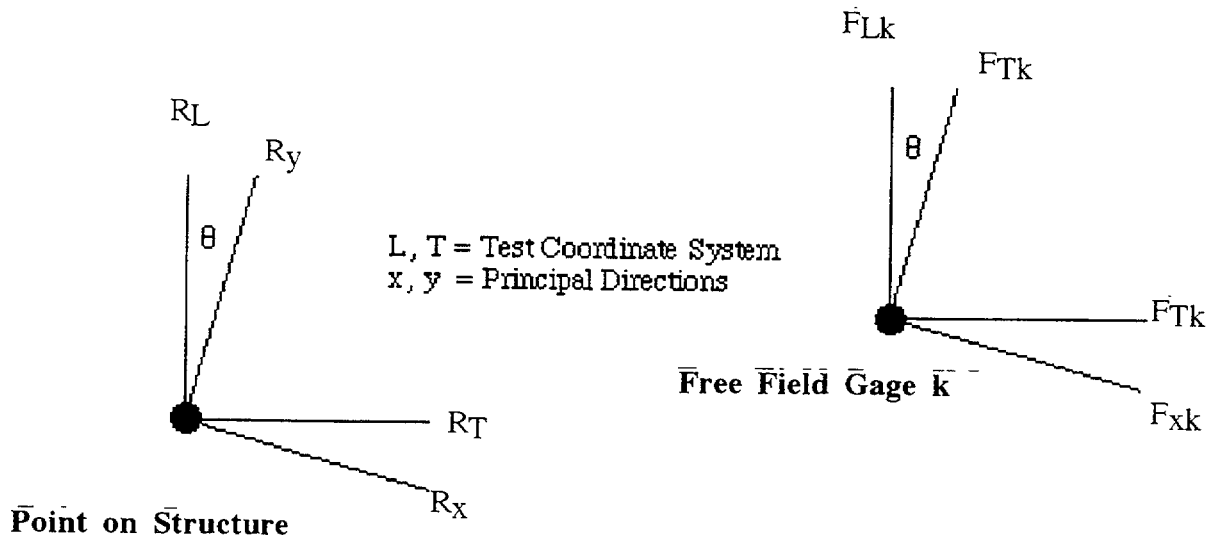 RL
Ry
θ
L, T = Test Coordinate System
x, y = Principal Directions
RT
Rx
Point on Structure
FLk
FTk
θ
FTk
Fxk
Free Field Gage k